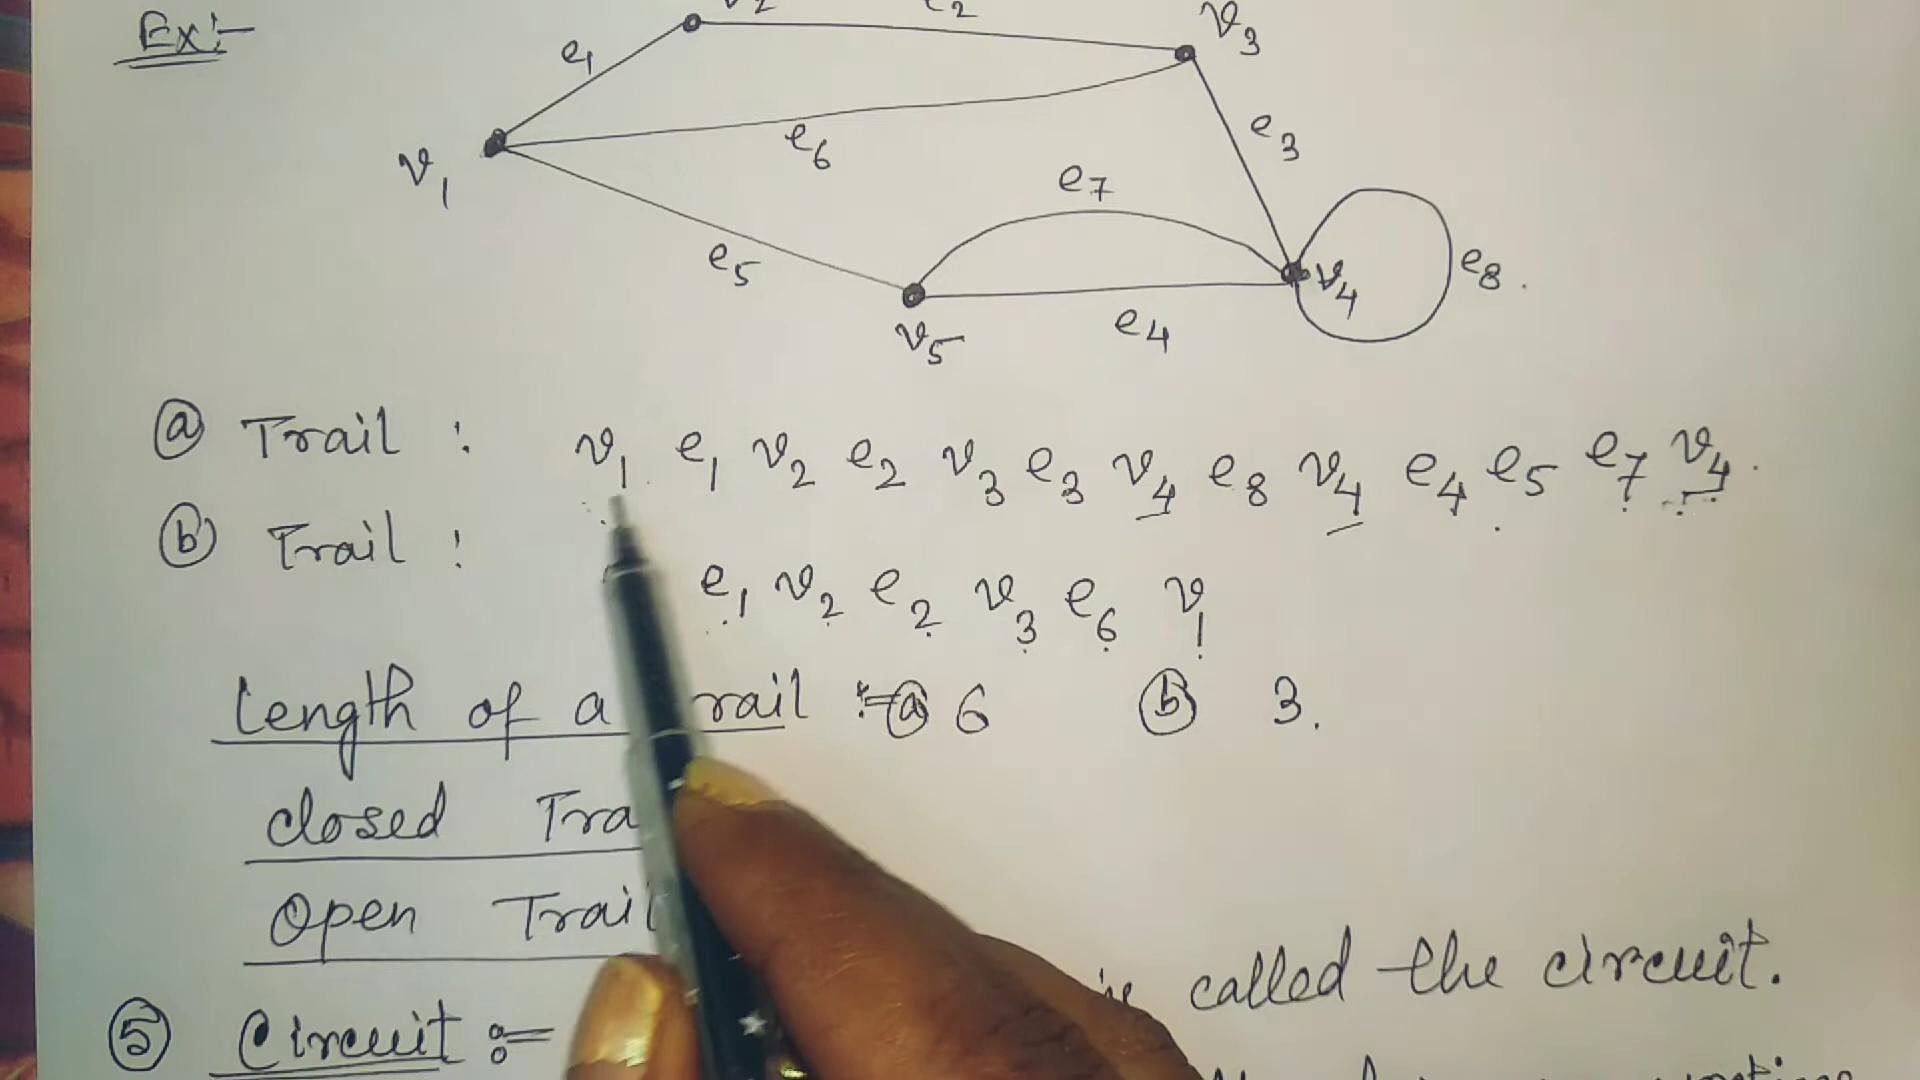 Ex:-
v2 e2 v3
e1
e6 e3
v1 e7
e5 v4 e8.
v5 e4
(a) Trail : v1 e1 v2 e2 v3 e3 v4 e8 v4 e4 e5 e7 v4.
(b) Trail : e1 v2 e2 v3 e6 v1
Length of a rail :- (a) 6 (b) 3.
closed Tra
Open Trail
(5) Circuit :- is called the circuit.